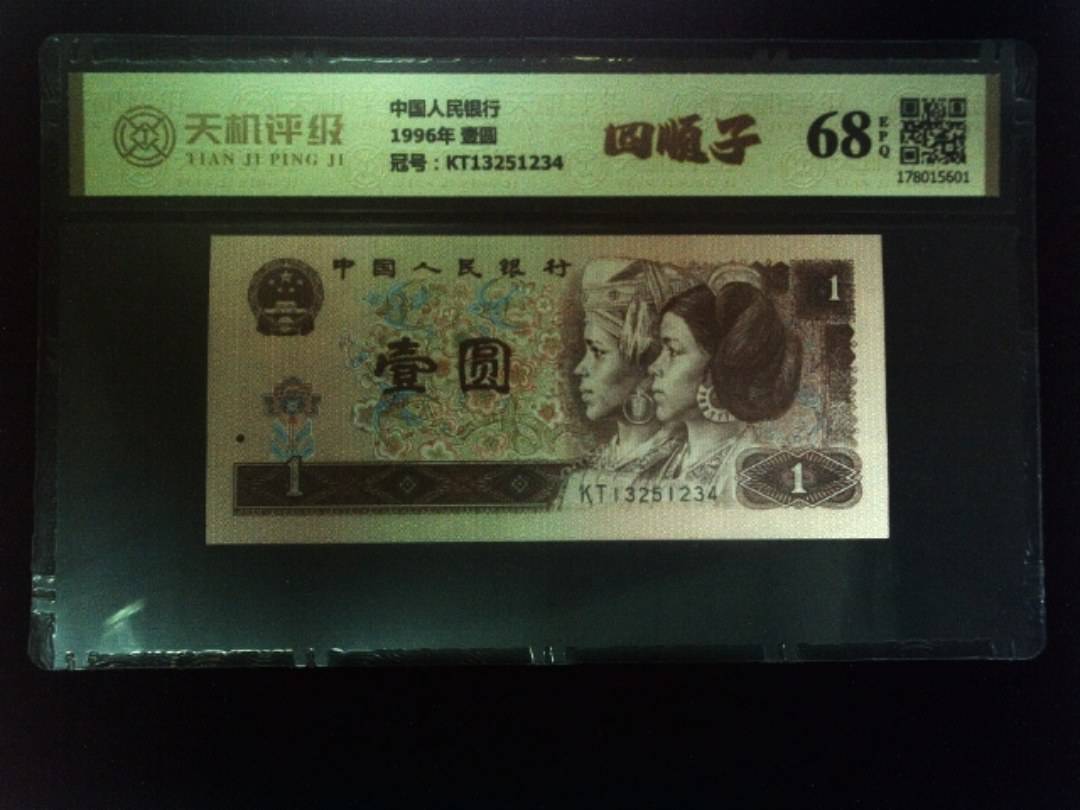 天机评级
TIAN JI PING JI
中国人民银行
1996年 壹圆
冠号：KT13251234
四順子
68
EPQ
178015601
中国人民银行
1
壹圆
1
KT13251234
1